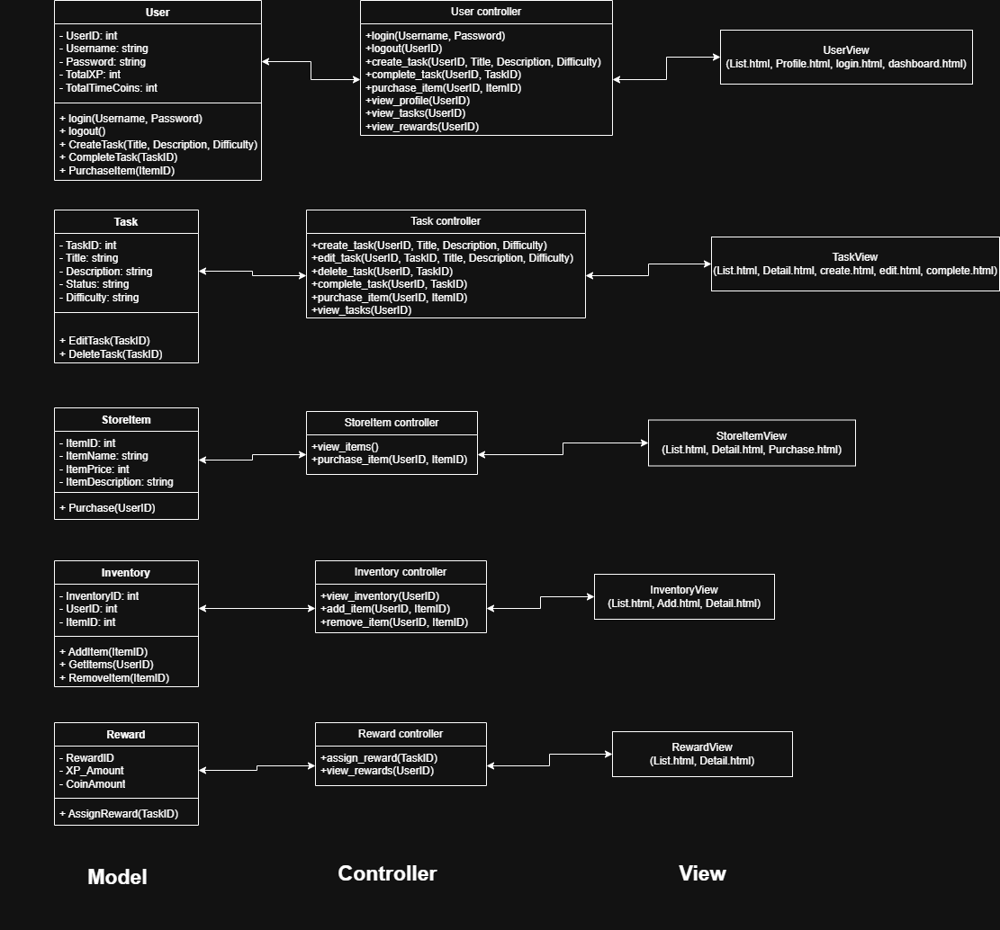 User
- UserID: int
- Username: string
- Password: string
- TotalXP: int
- TotalTimeCoins: int
+ login(Username, Password)
+ logout()
+ CreateTask(Title, Description, Difficulty)
+ CompleteTask(TaskID)
+ PurchaseItem(ItemID)
User controller
+login(Username, Password)
+logout(UserID)
+create_task(UserID, Title, Description, Difficulty)
+complete_task(UserID, TaskID)
+purchase_item(UserID, ItemID)
+view_profile(UserID)
+view_tasks(UserID)
+view_rewards(UserID)
UserView
(List.html, Profile.html, login.html, dashboard.html)
Task
- TaskID: int
- Title: string
- Description: string
- Status: string
- Difficulty: string
+ EditTask(TaskID)
+ DeleteTask(TaskID)
Task controller
+create_task(UserID, Title, Description, Difficulty)
+edit_task(UserID, TaskID, Title, Description, Difficulty)
+delete_task(UserID, TaskID)
+complete_task(UserID, TaskID)
+purchase_item(UserID, ItemID)
+view_tasks(UserID)
TaskView
(List.html, Detail.html, create.html, edit.html, complete.html)
StoreItem
- ItemID: int
- ItemName: string
- ItemPrice: int
- ItemDescription: string
+ Purchase(UserID)
StoreItem controller
+view_items()
+purchase_item(UserID, ItemID)
StoreItemView
(List.html, Detail.html, Purchase.html)
Inventory
- InventoryID: int
- UserID: int
- ItemID: int
+ AddItem(ItemID)
+ GetItems(UserID)
+ RemoveItem(ItemID)
Inventory controller
+view_inventory(UserID)
+add_item(UserID, ItemID)
+remove_item(UserID, ItemID)
InventoryView
(List.html, Add.html, Detail.html)
Reward
- RewardID
- XP_Amount
- CoinAmount
+ AssignReward(TaskID)
Reward controller
+assign_reward(TaskID)
+view_rewards(UserID)
RewardView
(List.html, Detail.html)
Model
Controller
View